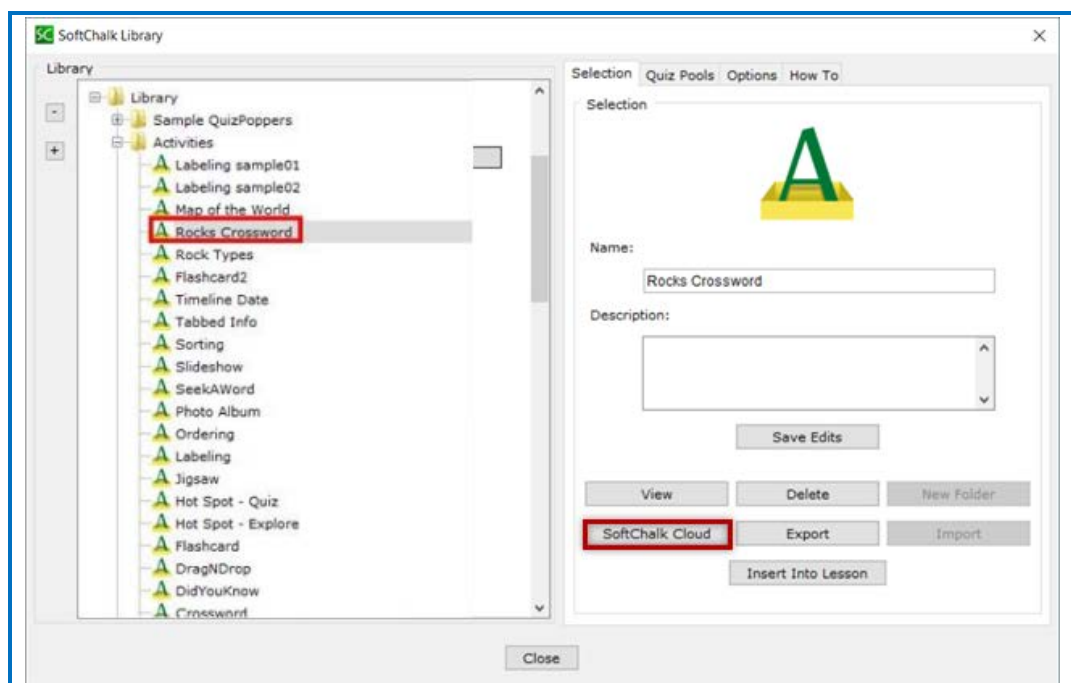 SC SoftChalk Library
Library
-
+
Library
Sample QuizPoppers
Activities
A Labeling sample01
A Labeling sample02
A Map of the World
A Rocks Crossword
A Rock Types
A Flashcard2
A Timeline Date
A Tabbed Info
A Sorting
A Slideshow
A SeekAWord
A Photo Album
A Ordering
A Labeling
A Jigsaw
A Hot Spot - Quiz
A Hot Spot - Explore
A Flashcard
A DragNDrop
A DidYouKnow
A Crossword
Selection Quiz Pools Options How To
Selection
A
Name:
Rocks Crossword
Description:
Save Edits
View Delete New Folder
SoftChalk Cloud Export Import
Insert Into Lesson
Close